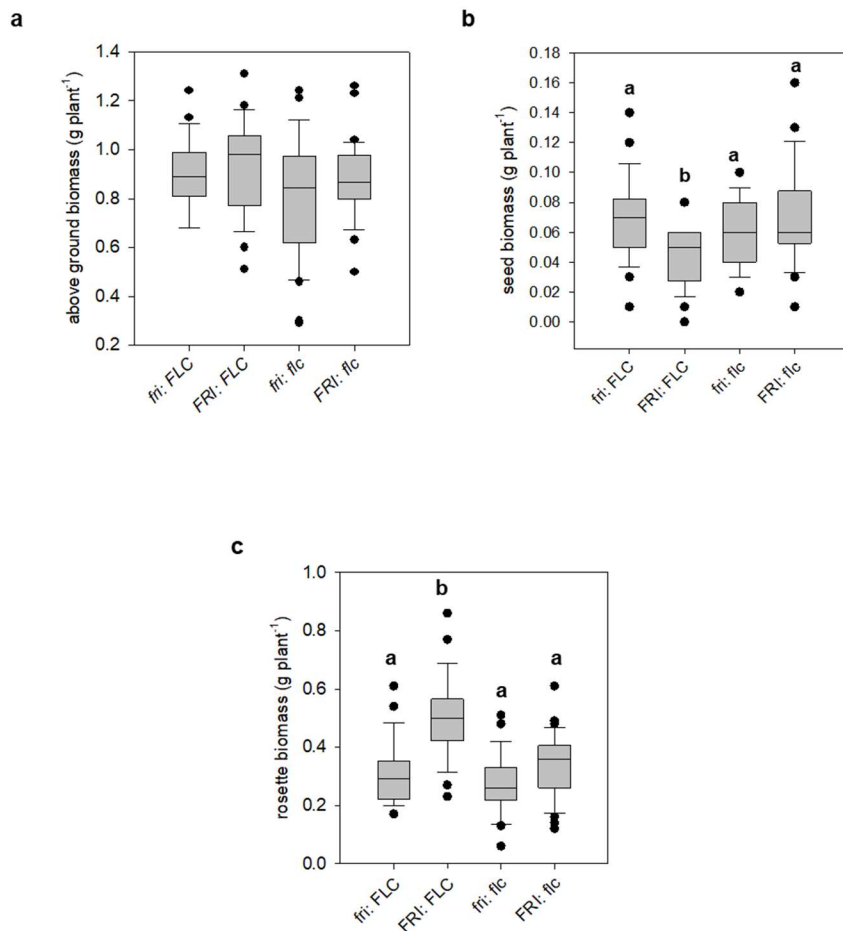 a
above ground biomass (g plant⁻¹)
1.4
1.2
1.0
0.8
0.6
0.4
0.2
fri: FLC
FRI: FLC
fri: flc
FRI: flc
b
seed biomass (g plant⁻¹)
0.18
0.16
0.14
0.12
0.10
0.08
0.06
0.04
0.02
0.00
a
b
a
a
fri: FLC
FRI: FLC
fri: flc
FRI: flc
c
rosette biomass (g plant⁻¹)
1.0
0.8
0.6
0.4
0.2
0.0
a
b
a
a
fri: FLC
FRI: FLC
fri: flc
FRI: flc